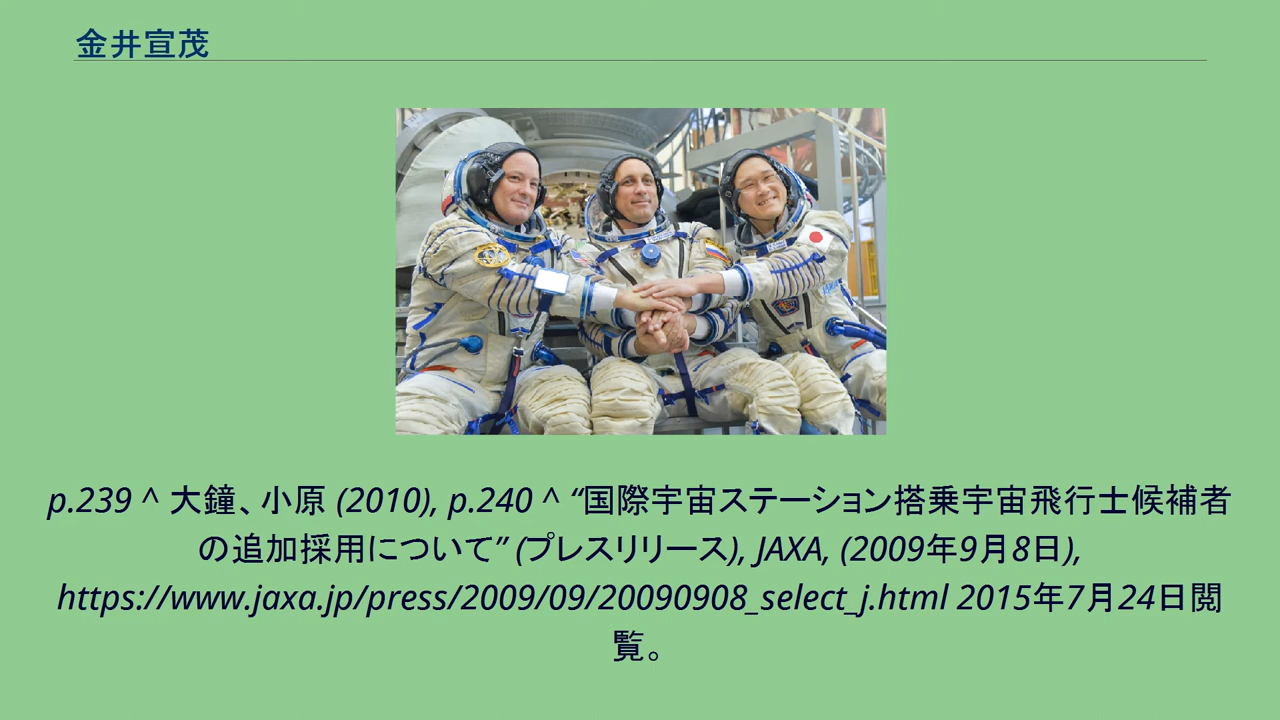 金井宣茂
p.239 ^ 大鐘、小原 (2010), p.240 ^ “国際宇宙ステーション搭乗宇宙飛行士候補者
の追加採用について” (プレスリリース), JAXA, (2009年9月8日),
https://www.jaxa.jp/press/2009/09/20090908_select_j.html 2015年7月24日閲
覧。